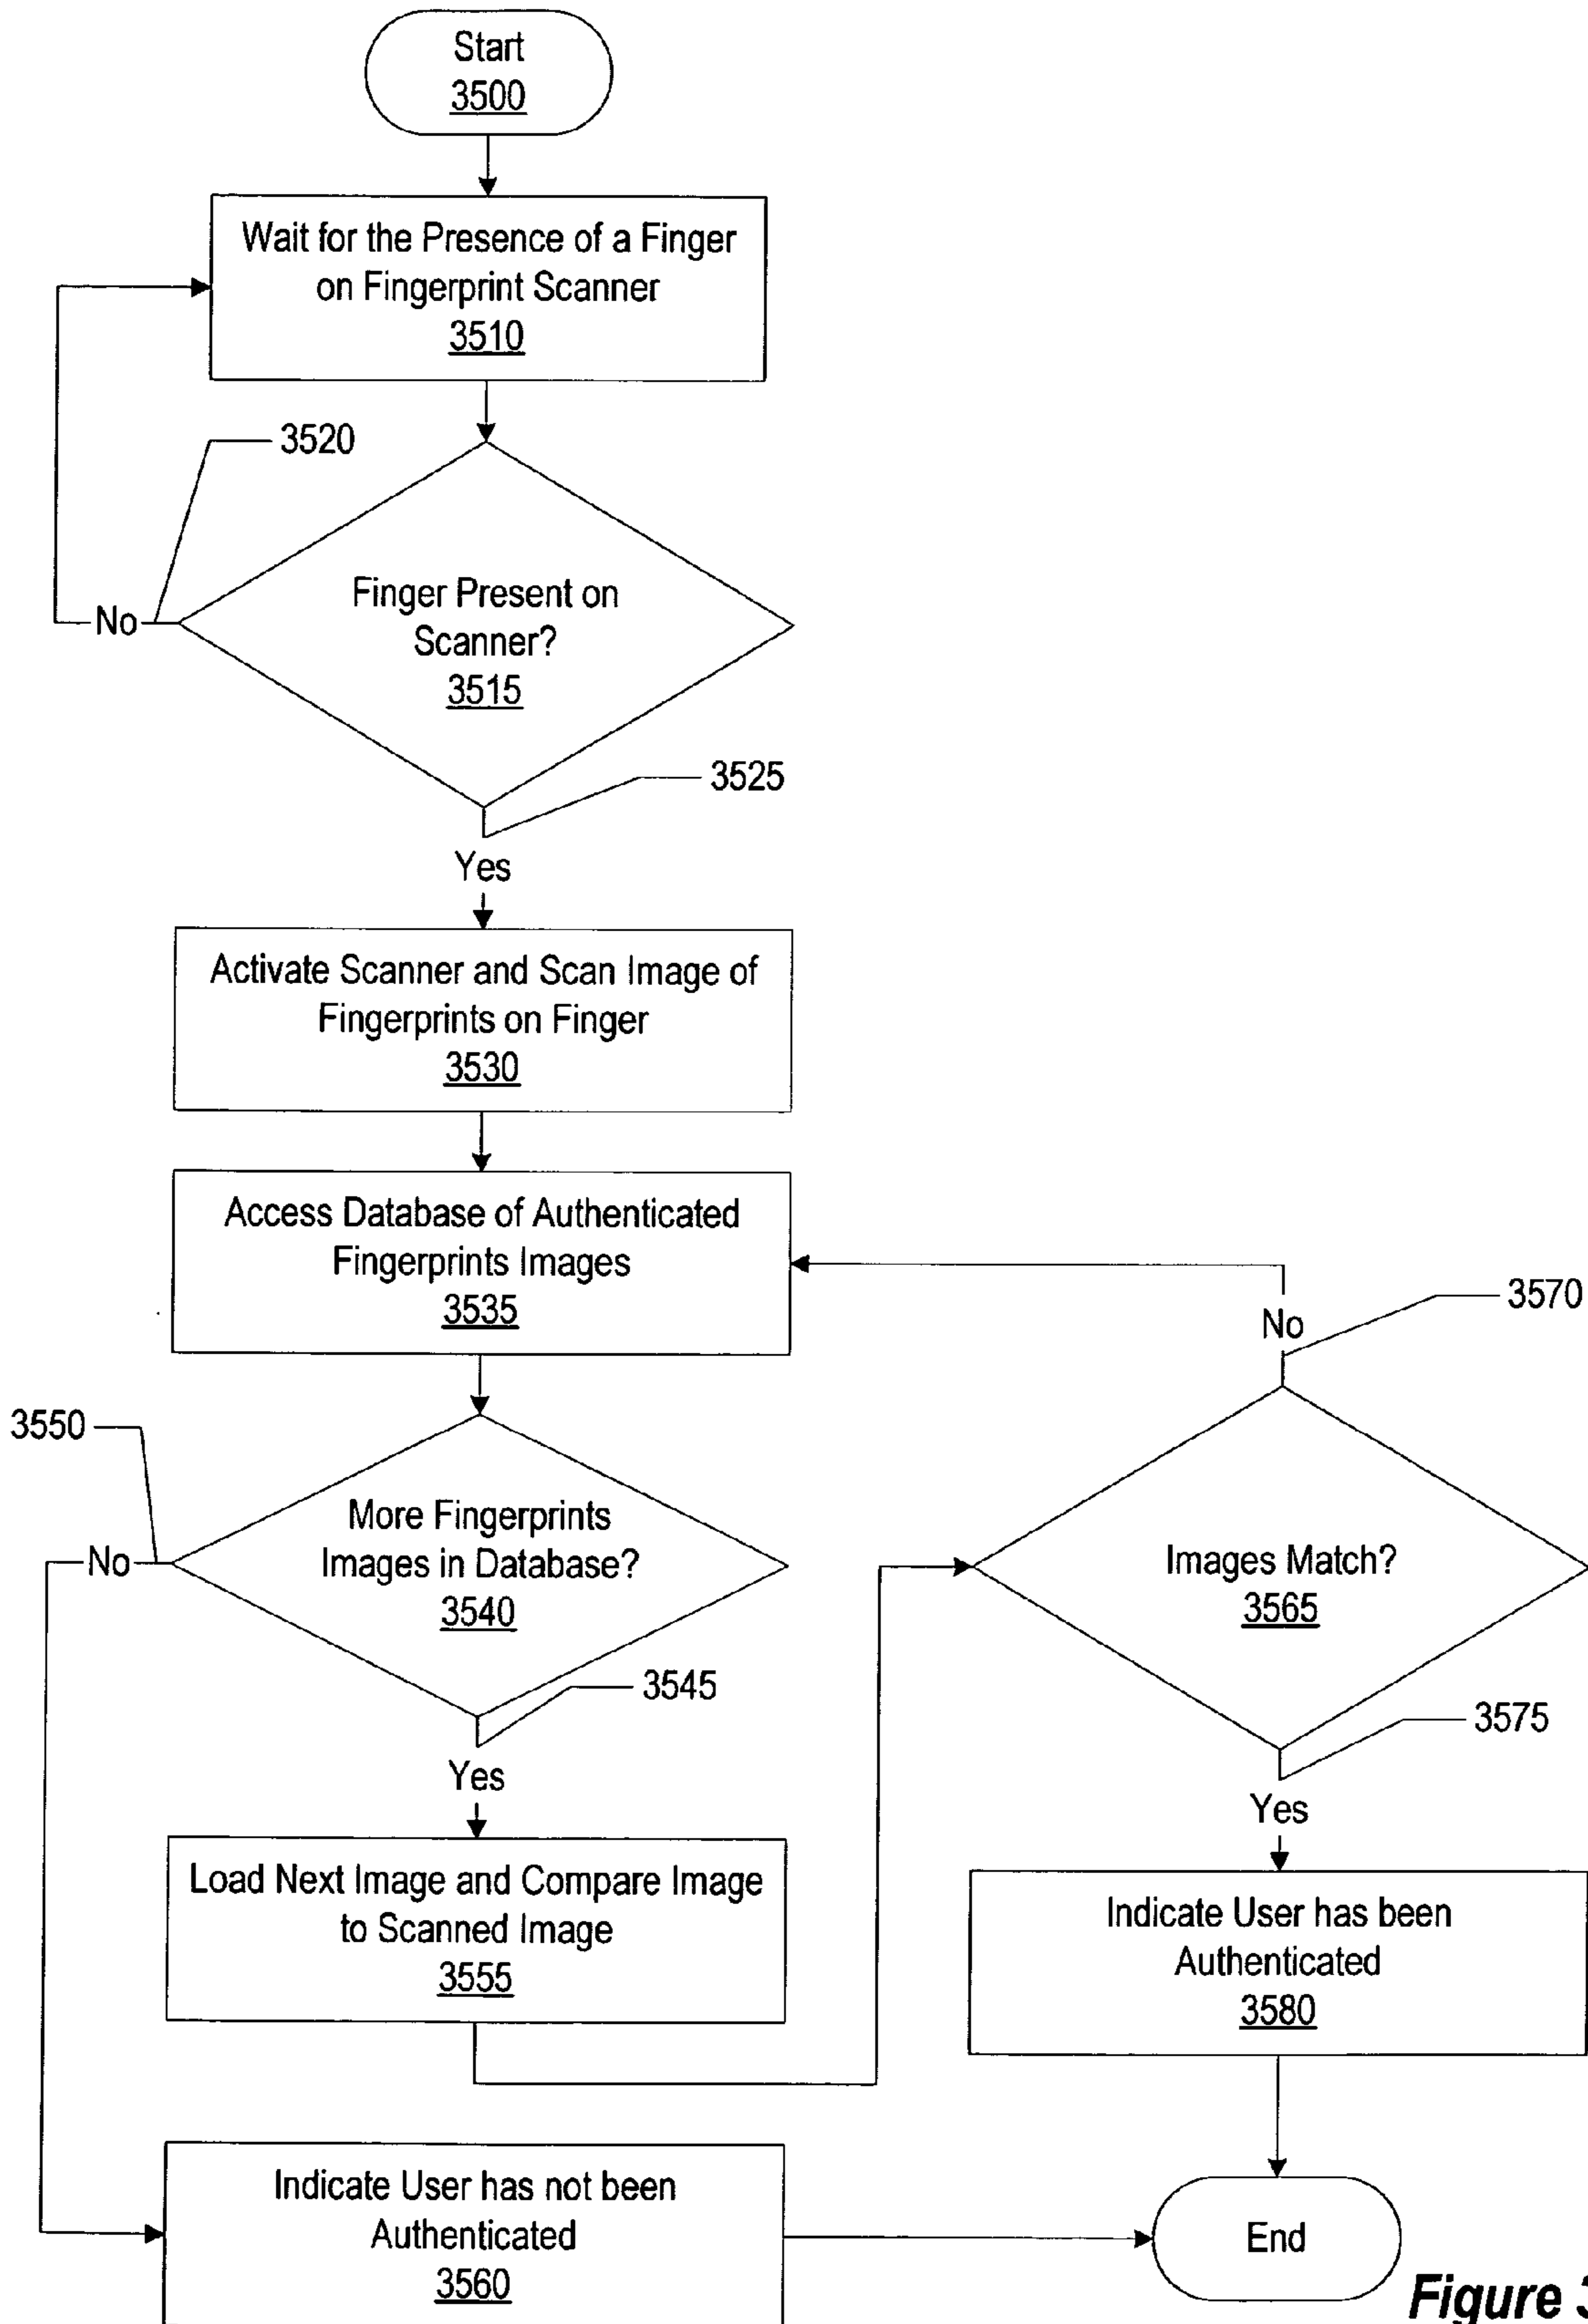 Start
3500
Wait for the Presence of a Finger
on Fingerprint Scanner
3510
3520
No
Finger Present on
Scanner?
3515
3525
Yes
Activate Scanner and Scan Image of
Fingerprints on Finger
3530
Access Database of Authenticated
Fingerprints Images
3535
3570
No
3550
No
More Fingerprints
Images in Database?
3540
Images Match?
3565
3545
Yes
3575
Yes
Load Next Image and Compare Image
to Scanned Image
3555
Indicate User has been
Authenticated
3580
Indicate User has not been
Authenticated
3560
End
Figure